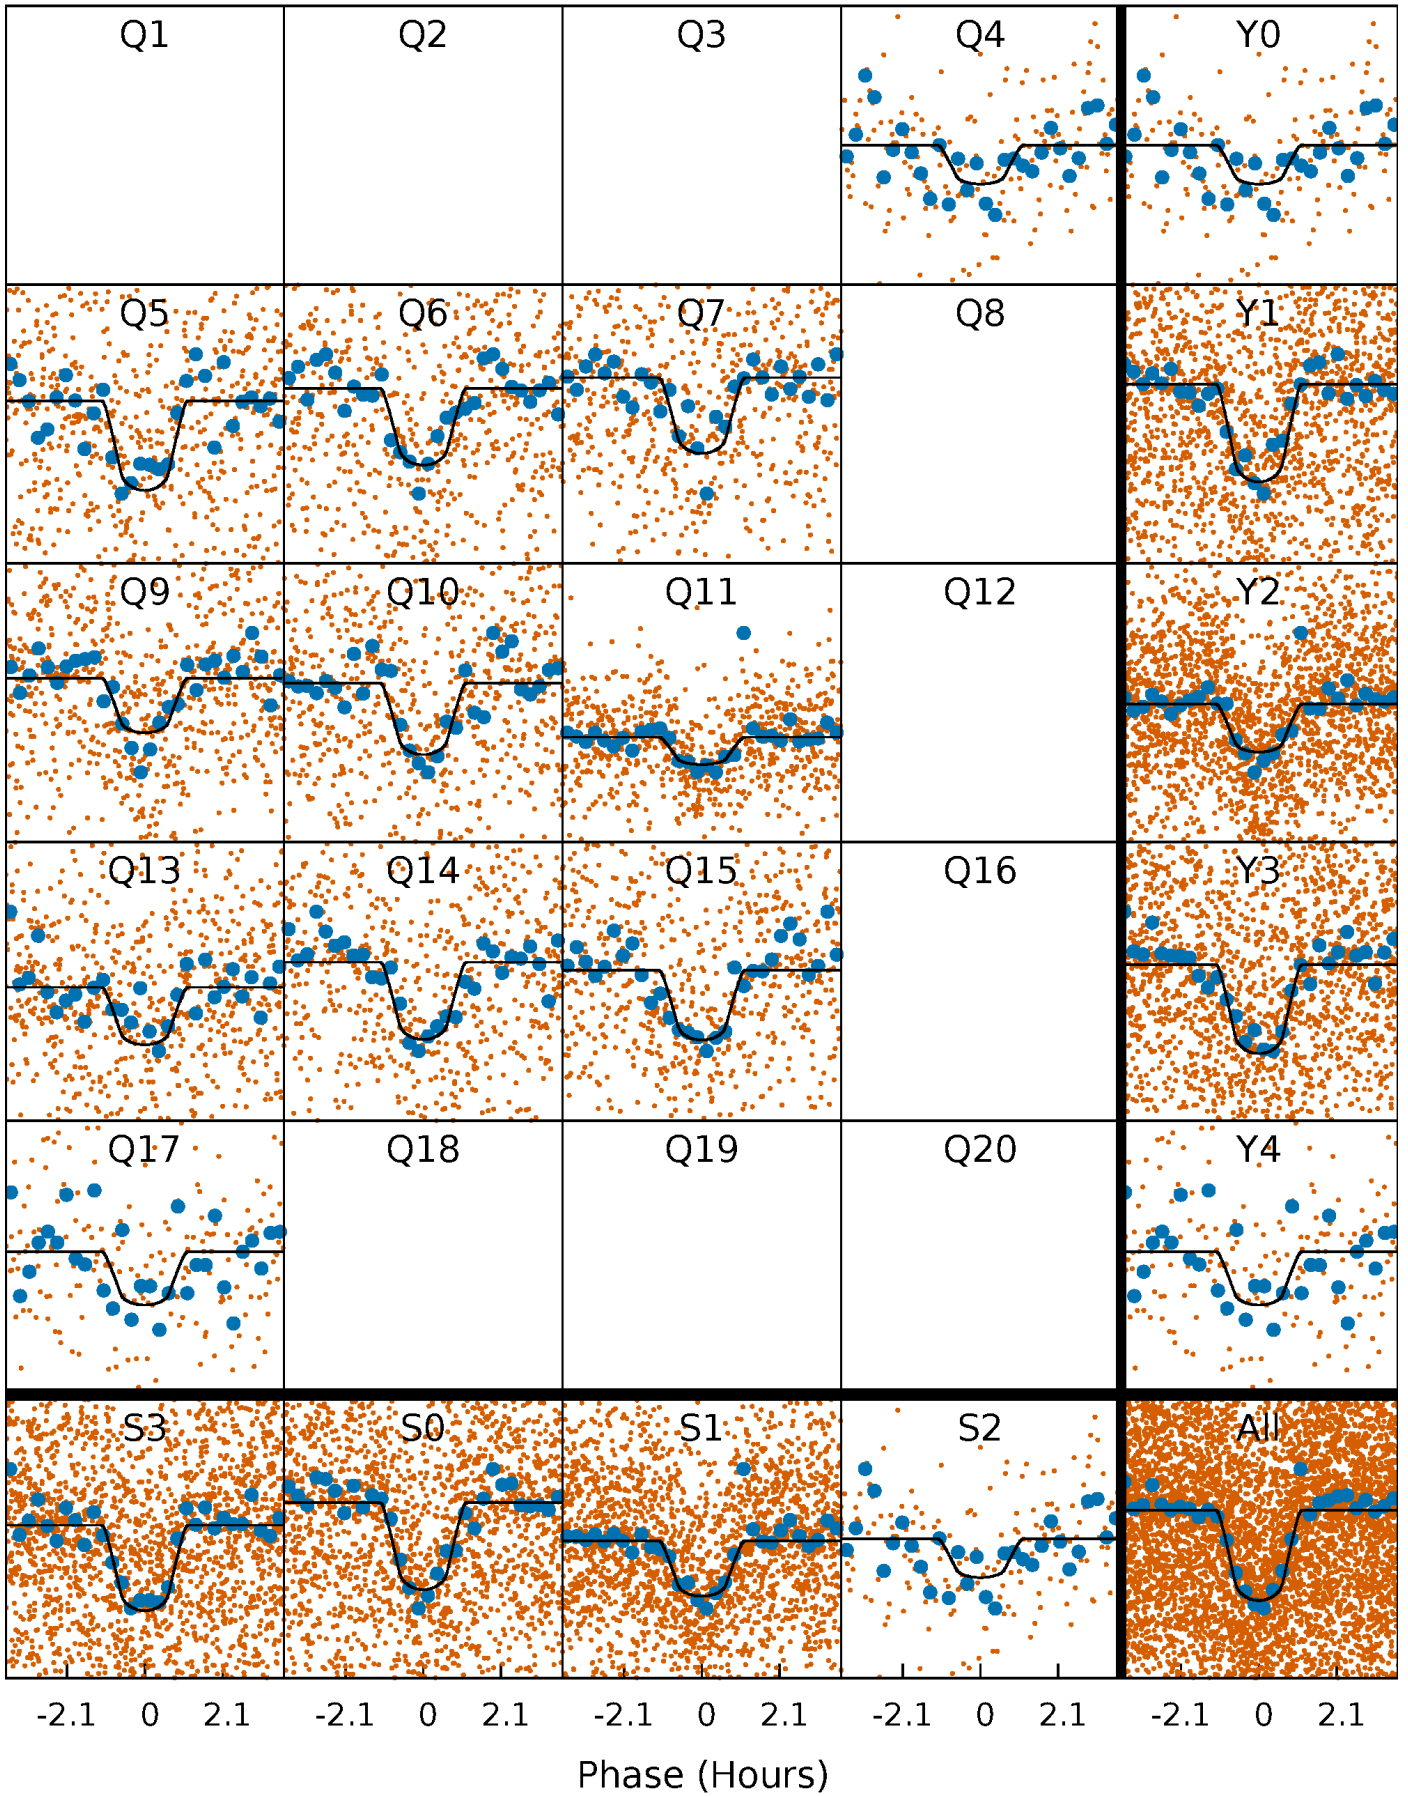 Q1 Q2 Q3 Q4 Y0
Q5 Q6 Q7 Q8 Y1
Q9 Q10 Q11 Q12 Y2
Q13 Q14 Q15 Q16 Y3
Q17 Q18 Q19 Q20 Y4
S3 S0 S1 S2 All
-2.1 0 2.1 -2.1 0 2.1 -2.1 0 2.1 -2.1 0 2.1 -2.1 0 2.1
Phase (Hours)